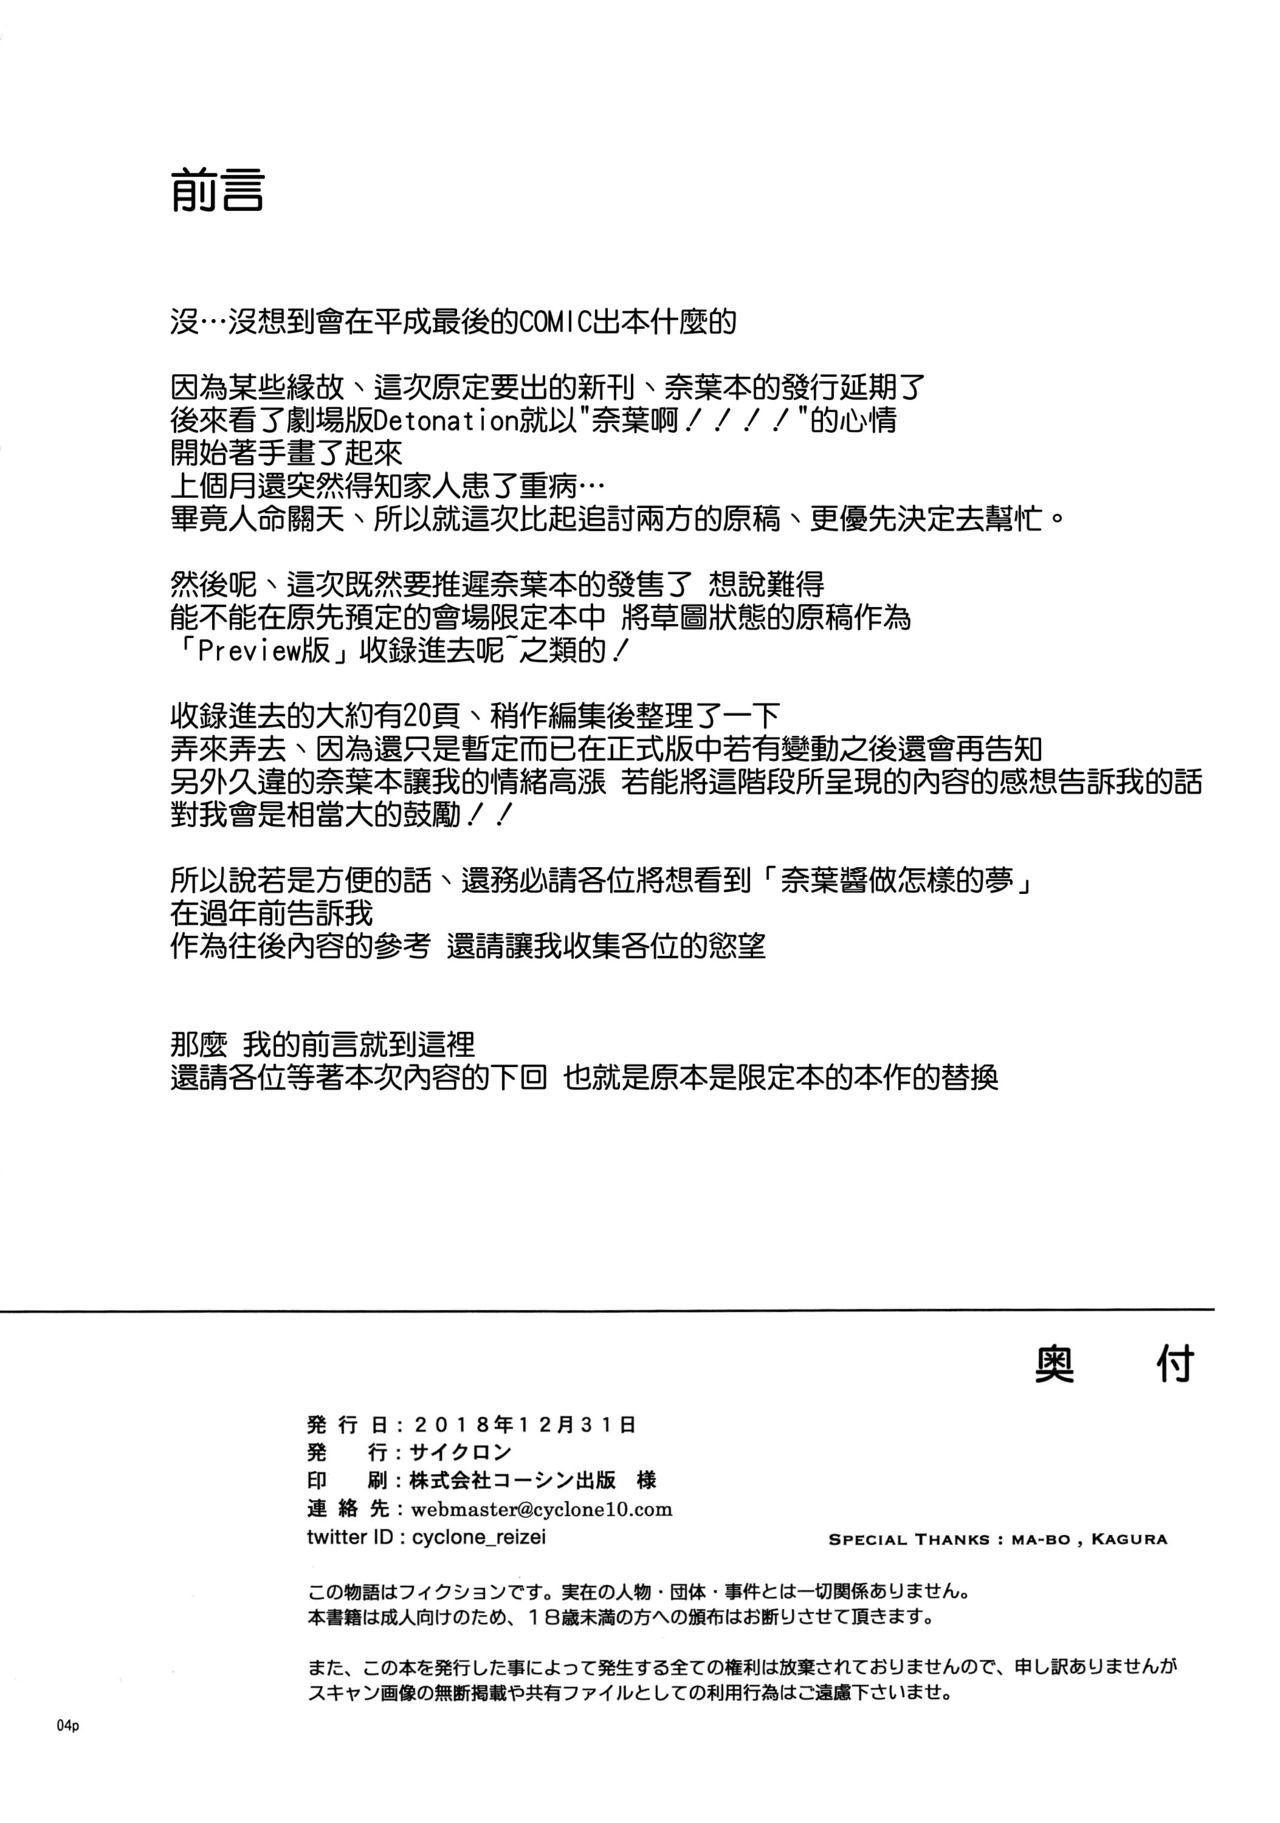 前言
沒…沒想到會在平成最後的COMIC出本什麼的
因為某些緣故、這次原定要出的新刊、奈葉本的發行延期了
後來看了劇場版Detonation就以"奈葉啊！！！！"的心情
開始著手畫了起來
上個月還突然得知家人患了重病…
畢竟人命關天、所以就這次比起追討兩方的原稿、更優先決定去幫忙。
然後呢、這次既然要推遲奈葉本的發售了 想說難得
能不能在原先預定的會場限定本中 將草圖狀態的原稿作為
「Preview版」收錄進去呢~之類的！
收錄進去的大約有20頁、稍作編集後整理了一下
弄來弄去、因為還只是暫定而已在正式版中若有變動之後還會再告知
另外久違的奈葉本讓我的情緒高漲 若能將這階段所呈現的內容的感想告訴我的話
對我會是相當大的鼓勵！！
所以說若是方便的話、還務必請各位將想看到「奈葉醬做怎樣的夢」
在過年前告訴我
作為往後內容的參考 還請讓我收集各位的慾望
那麼 我的前言就到這裡
還請各位等著本次內容的下回 也就是原本是限定本的本作的替換
奥　付
発 行 日：２０１８年１２月３１日
発　行：サイクロン
印　刷：株式会社コーシン出版　様
連 絡 先：webmaster@cyclone10.com
twitter ID : cyclone_reizei
SPECIAL THANKS : MA-BO , KAGURA
この物語はフィクションです。実在の人物・団体・事件とは一切関係ありません。
本書籍は成人向けのため、１８歳未満の方への頒布はお断りさせて頂きます。
また、この本を発行した事によって発生する全ての権利は放棄されておりませんので、申し訳ありませんが
スキャン画像の無断掲載や共有ファイルとしての利用行為はご遠慮下さいませ。
04p